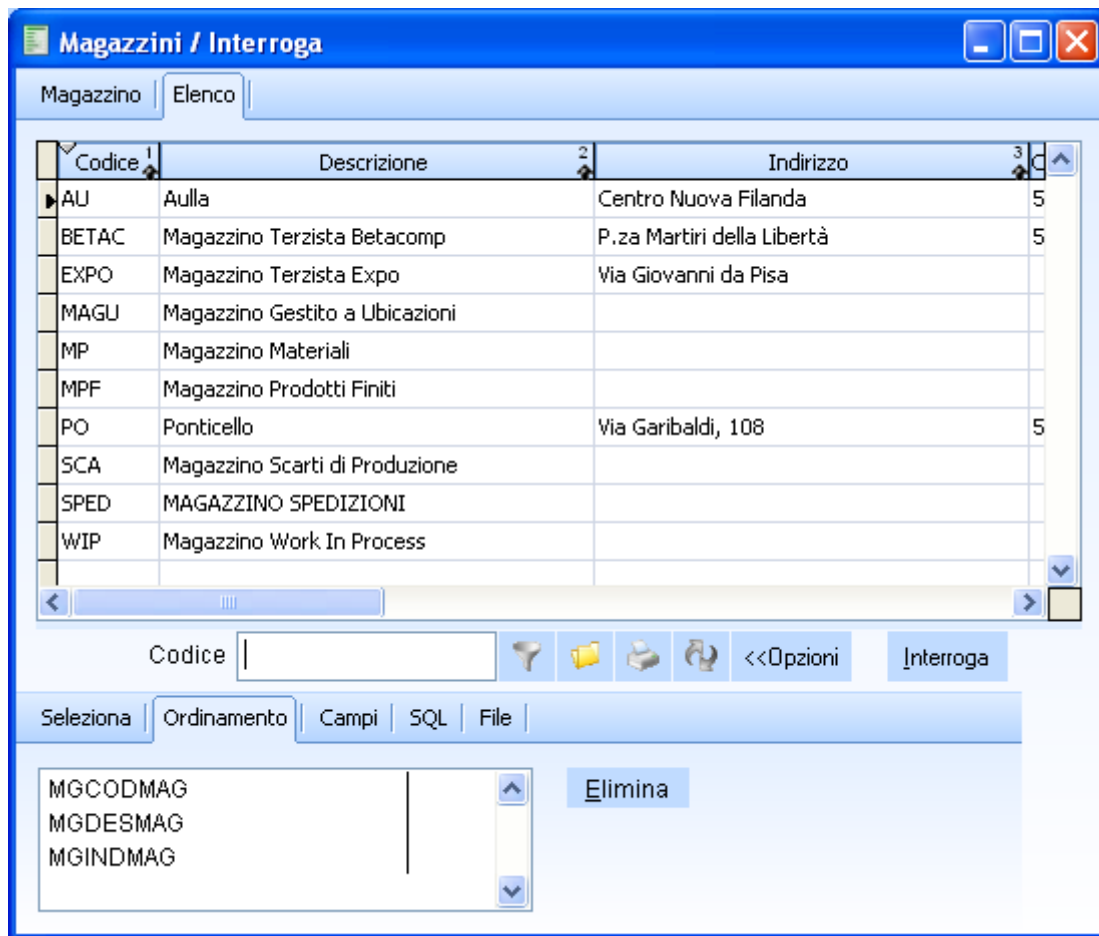 Magazzini / Interroga
Magazzino Elenco
Codice 1 Descrizione 2 Indirizzo 3 C
AU Aulla Centro Nuova Filanda 5
BETAC Magazzino Terzista Betacomp P.za Martiri della Libertà 5
EXPO Magazzino Terzista Expo Via Giovanni da Pisa
MAGU Magazzino Gestito a Ubicazioni
MP Magazzino Materiali
MPF Magazzino Prodotti Finiti
PO Ponticello Via Garibaldi, 108 5
SCA Magazzino Scarti di Produzione
SPED MAGAZZINO SPEDIZIONI
WIP Magazzino Work In Process
Codice <<Opzioni Interroga
Seleziona Ordinamento Campi SQL File
MGCODMAG Elimina
MGDESMAG
MGINDMAG